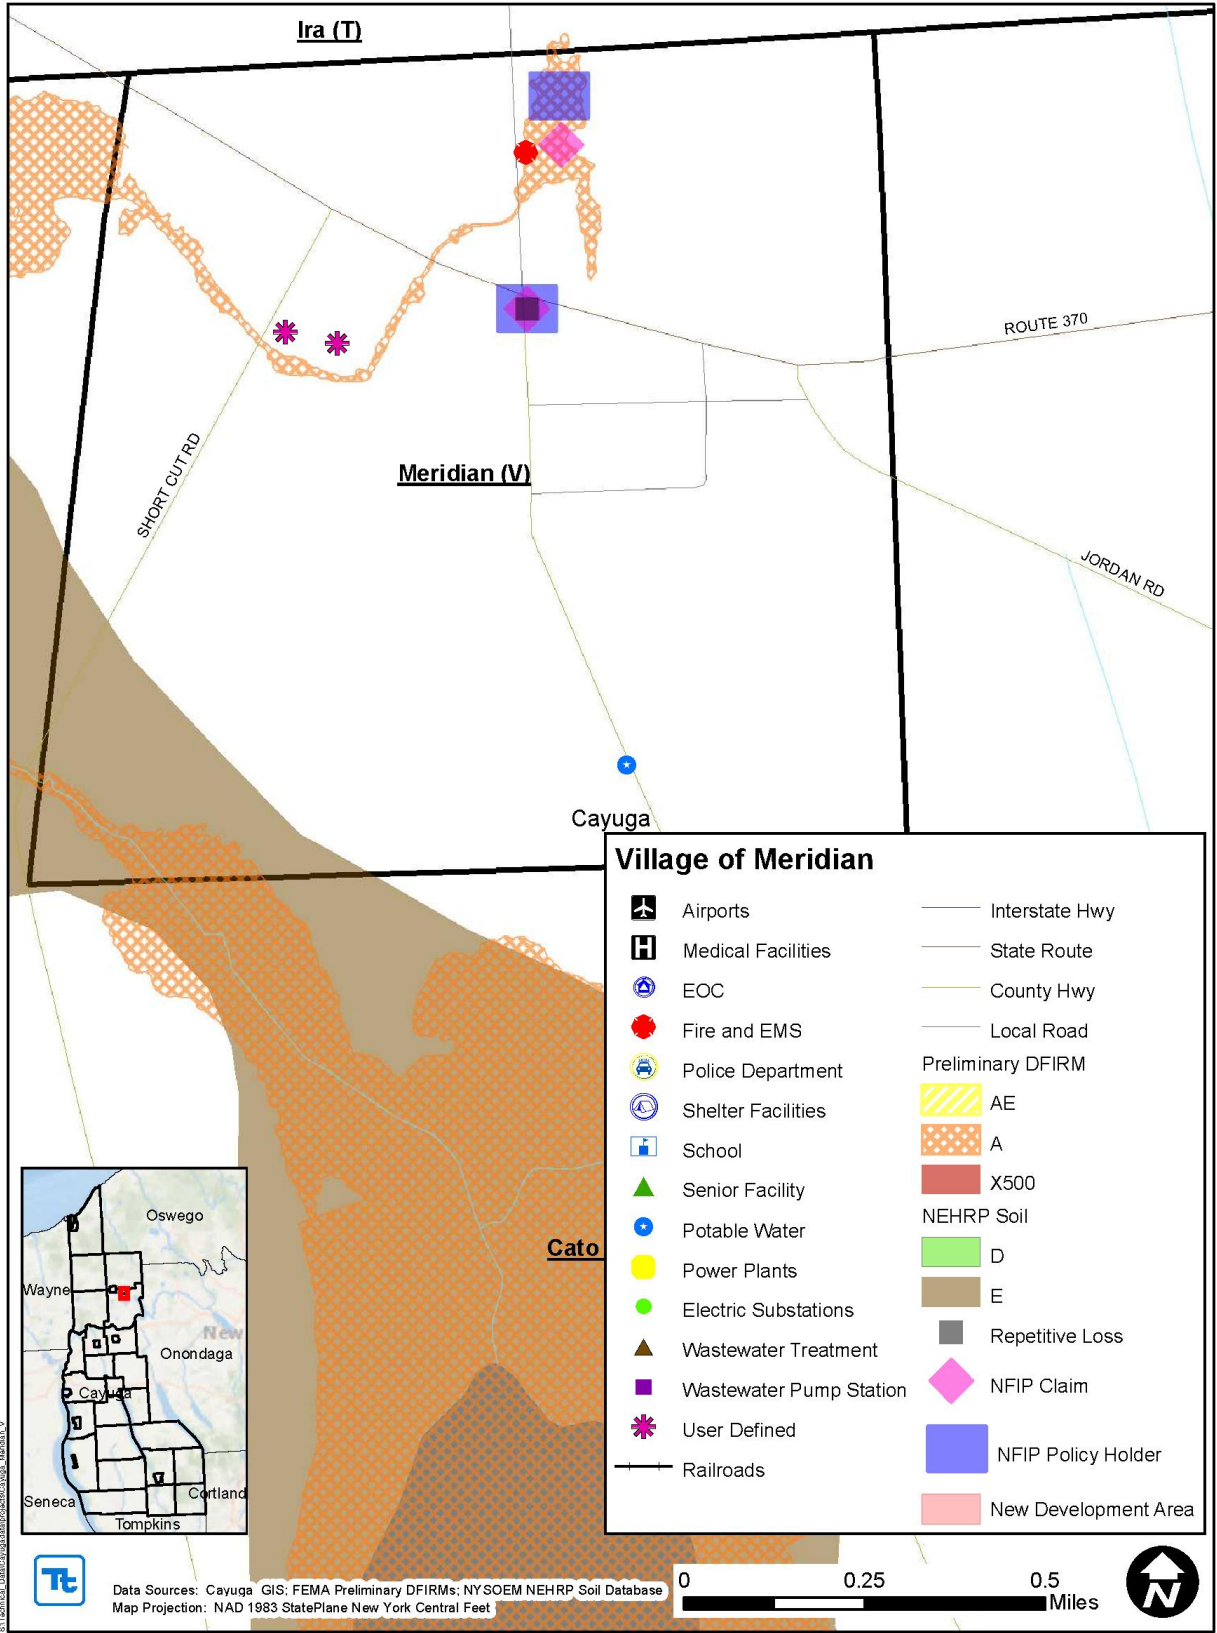 Ira (T)
ROUTE 370
SHORT CUT RD
Meridian (V)
JORDAN RD
Cayuga
Cato
Village of Meridian
Airports
Medical Facilities
EOC
Fire and EMS
Police Department
Shelter Facilities
School
Senior Facility
Potable Water
Power Plants
Electric Substations
Wastewater Treatment
Wastewater Pump Station
User Defined
Railroads
Interstate Hwy
State Route
County Hwy
Local Road
Preliminary DFIRM
AE
A
X500
NEHRP Soil
D
E
Repetitive Loss
NFIP Claim
NFIP Policy Holder
New Development Area
Oswego
Wayne
New
Onondaga
Cayuga
Seneca
Cortland
Tompkins
Tt
Data Sources: Cayuga GIS; FEMA Preliminary DFIRMs; NYSOEM NEHRP Soil Database
Map Projection: NAD 1983 StatePlane New York Central Feet
0 0.25 0.5
Miles
N